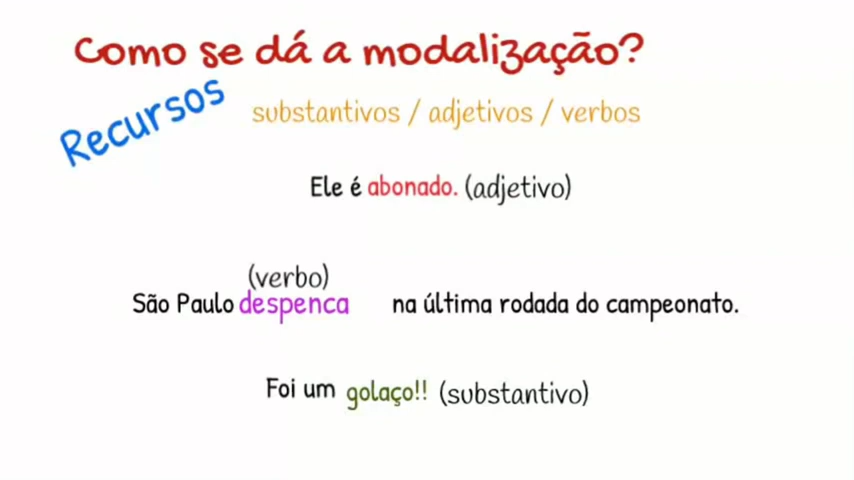 Como se dá a modalização?
Recursos
substantivos / adjetivos / verbos
Ele é abonado. (adjetivo)
(verbo)
São Paulo despenca na última rodada do campeonato.
Foi um golaço!! (substantivo)